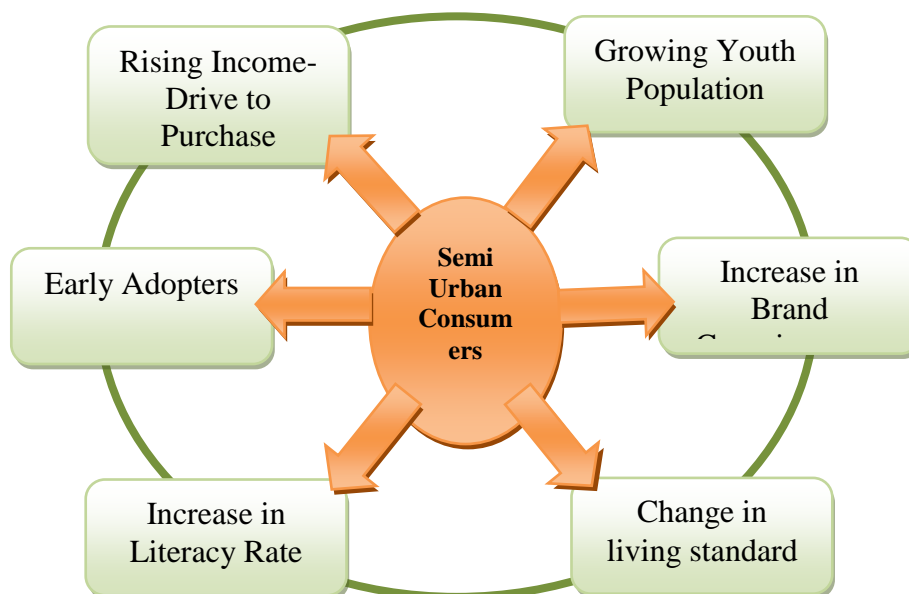 Rising Income-
Drive to
Purchase
Growing Youth
Population
Early Adopters
Semi
Urban
Consum
ers
Increase in
Brand
Increase in
Literacy Rate
Change in
living standard